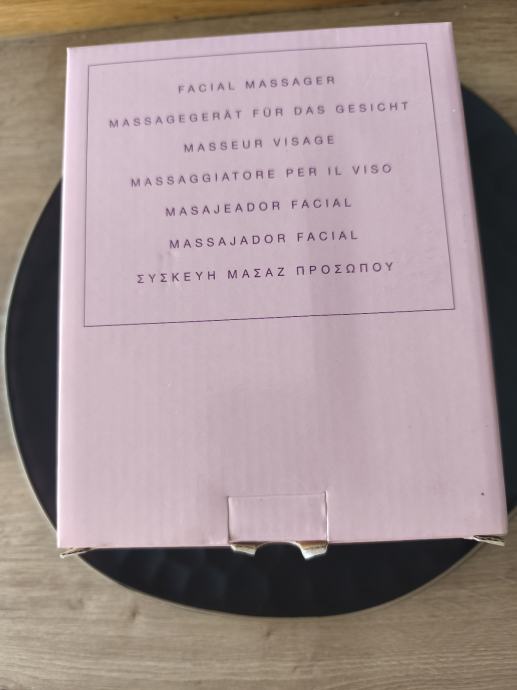 FACIAL MASSAGER
MASSAGEGERÄT FÜR DAS GESICHT
MASSEUR VISAGE
MASSAGGIATORE PER IL VISO
MASAJEADOR FACIAL
MASSAJADOR FACIAL
ΣΥΣΚΕΥΗ ΜΑΣΑΖ ΠΡΟΣΩΠΟΥ